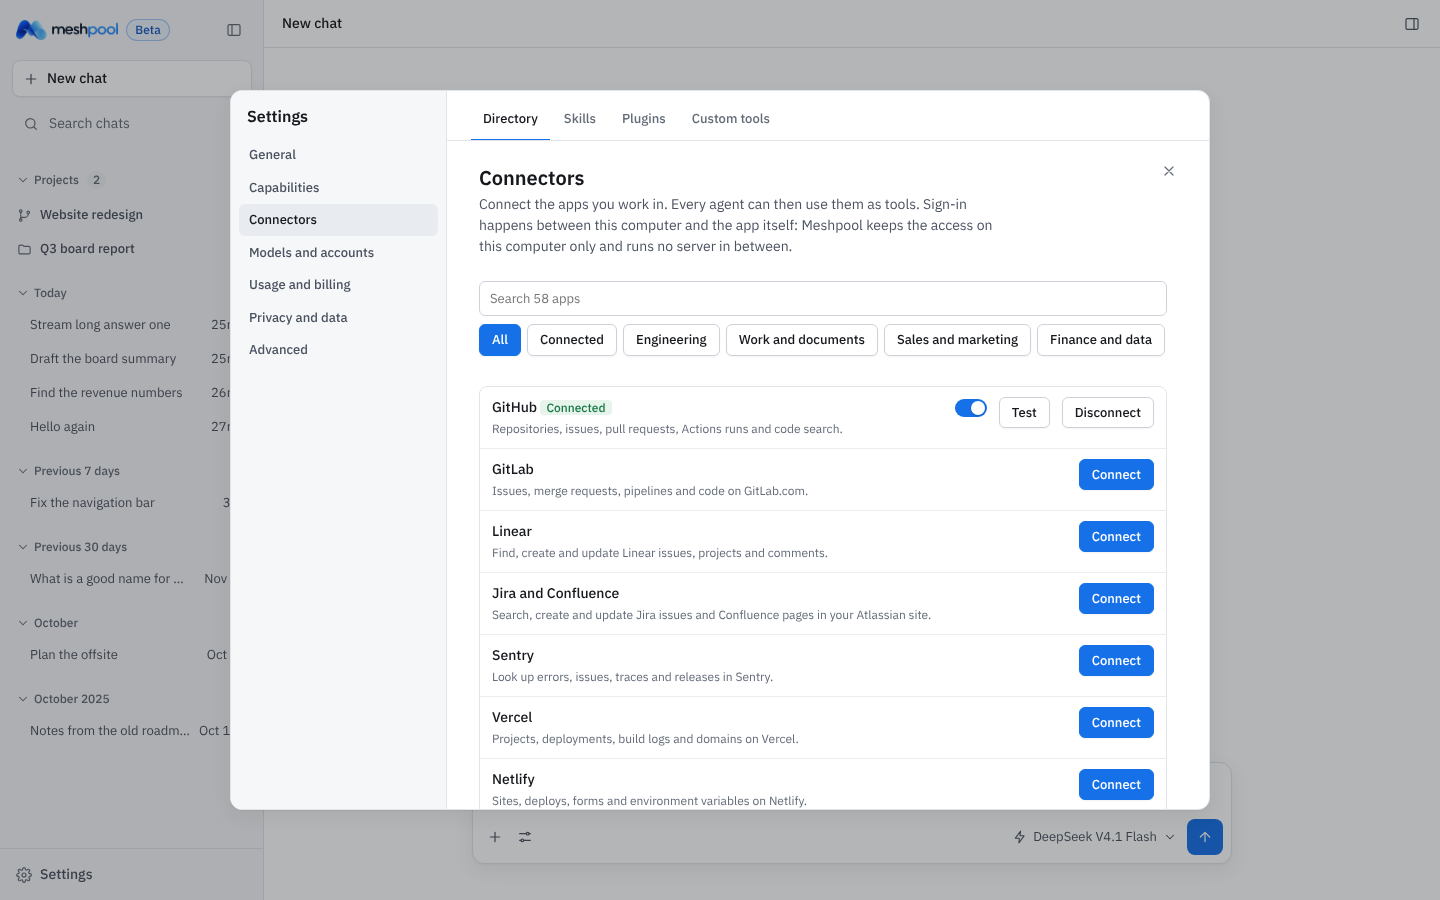 meshpool Beta
New chat
New chat
Search chats
Projects 2
Website redesign
Q3 board report
Today
Stream long answer one
Draft the board summary
Find the revenue numbers
Hello again
Previous 7 days
Fix the navigation bar
Previous 30 days
What is a good name for ... Nov
October
Plan the offsite Oct
October 2025
Notes from the old roadm... Oct
Settings
Settings
General
Capabilities
Connectors
Models and accounts
Usage and billing
Privacy and data
Advanced
Directory Skills Plugins Custom tools
Connectors
Connect the apps you work in. Every agent can then use them as tools. Sign-in
happens between this computer and the app itself: Meshpool keeps the access on
this computer only and runs no server in between.
Search 58 apps
All Connected Engineering Work and documents Sales and marketing Finance and data
GitHub Connected Test Disconnect
Repositories, issues, pull requests, Actions runs and code search.
GitLab Connect
Issues, merge requests, pipelines and code on GitLab.com.
Linear Connect
Find, create and update Linear issues, projects and comments.
Jira and Confluence Connect
Search, create and update Jira issues and Confluence pages in your Atlassian site.
Sentry Connect
Look up errors, issues, traces and releases in Sentry.
Vercel Connect
Projects, deployments, build logs and domains on Vercel.
Netlify Connect
Sites, deploys, forms and environment variables on Netlify.
DeepSeek V4.1 Flash